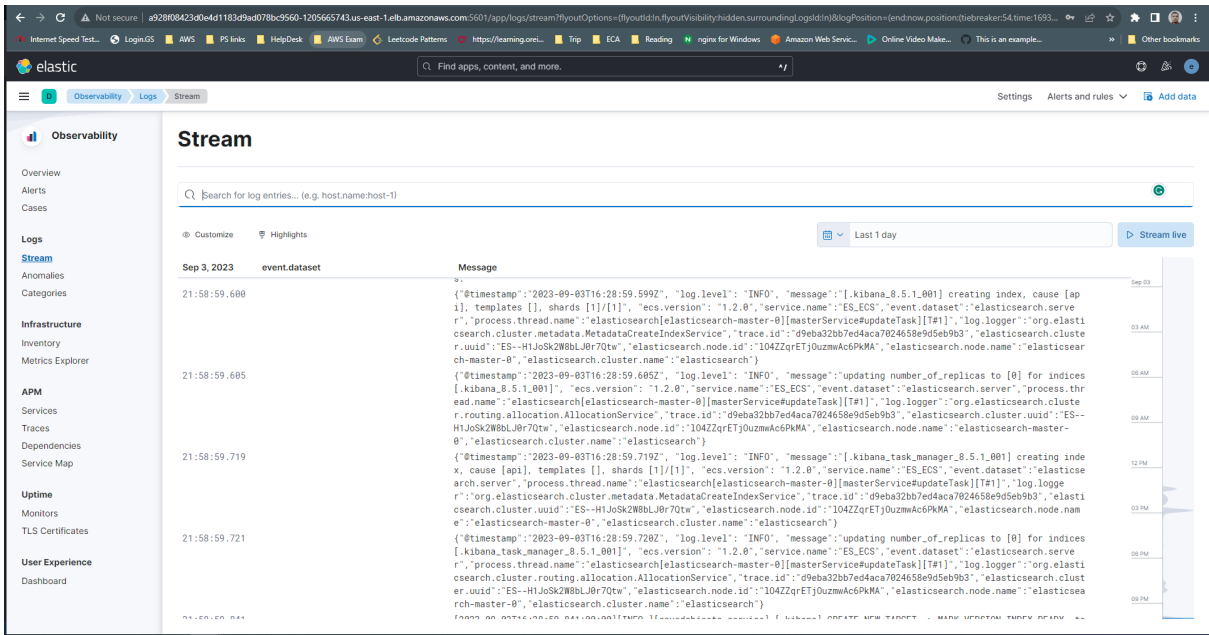 Not secure | a928f08423d0e4d1183d9ad078bc9560-1205665743.us-east-1.elb.amazonaws.com:5601/app/logs/stream?flyoutOptions=(flyoutId:!n,flyoutVisibility:hidden,surroundingLogsId:!n)&logPosition=(end:now,position:(tiebreaker:54,time:1693...
Internet Speed Test... Login.GS AWS PS links HelpDesk AWS Exam Leetcode Patterns https://learning.orei... Trip ECA Reading nginx for Windows Amazon Web Servic... Online Video Make... This is an example... » Other bookmarks
elastic Find apps, content, and more. ^/ e
D Observability Logs Stream Settings Alerts and rules Add data
Observability
Overview
Alerts
Cases
Logs
Stream
Anomalies
Categories
Infrastructure
Inventory
Metrics Explorer
APM
Services
Traces
Dependencies
Service Map
Uptime
Monitors
TLS Certificates
User Experience
Dashboard
Stream
Search for log entries... (e.g. host.name:host-1)
Customize Highlights Last 1 day Stream live
Sep 3, 2023 event.dataset Message
21:58:59.600 {"@timestamp":"2023-09-03T16:28:59.599Z", "log.level": "INFO", "message":"[.kibana_8.5.1_001] creating index, cause [ap
i], templates [], shards [1]/[1]", "ecs.version": "1.2.0","service.name":"ES_ECS","event.dataset":"elasticsearch.serve
r","process.thread.name":"elasticsearch[elasticsearch-master-0][masterService#updateTask][T#1]","log.logger":"org.elasti
csearch.cluster.metadata.MetadataCreateIndexService","trace.id":"d9eba32bb7ed4aca7024658e9d5eb9b3","elasticsearch.cluste
r.uuid":"ES--H1JoSk2W8bLJ0r7Qtw","elasticsearch.node.id":"1O4ZZqrETjOuzmwAc6PkMA","elasticsearch.node.name":"elasticsear
ch-master-0","elasticsearch.cluster.name":"elasticsearch"}
21:58:59.605 {"@timestamp":"2023-09-03T16:28:59.605Z", "log.level": "INFO", "message":"updating number_of_replicas to [0] for indices
[.kibana_8.5.1_001]", "ecs.version": "1.2.0","service.name":"ES_ECS","event.dataset":"elasticsearch.server","process.thr
ead.name":"elasticsearch[elasticsearch-master-0][masterService#updateTask][T#1]","log.logger":"org.elasticsearch.cluste
r.routing.allocation.AllocationService","trace.id":"d9eba32bb7ed4aca7024658e9d5eb9b3","elasticsearch.cluster.uuid":"ES--
H1JoSk2W8bLJ0r7Qtw","elasticsearch.node.id":"1O4ZZqrETjOuzmwAc6PkMA","elasticsearch.node.name":"elasticsearch-master-
0","elasticsearch.cluster.name":"elasticsearch"}
21:58:59.719 {"@timestamp":"2023-09-03T16:28:59.719Z", "log.level": "INFO", "message":"[.kibana_task_manager_8.5.1_001] creating inde
x, cause [api], templates [], shards [1]/[1]", "ecs.version": "1.2.0","service.name":"ES_ECS","event.dataset":"elasticse
arch.server","process.thread.name":"elasticsearch[elasticsearch-master-0][masterService#updateTask][T#1]","log.logge
r":"org.elasticsearch.cluster.metadata.MetadataCreateIndexService","trace.id":"d9eba32bb7ed4aca7024658e9d5eb9b3","elasti
csearch.cluster.uuid":"ES--H1JoSk2W8bLJ0r7Qtw","elasticsearch.node.id":"1O4ZZqrETjOuzmwAc6PkMA","elasticsearch.node.nam
e":"elasticsearch-master-0","elasticsearch.cluster.name":"elasticsearch"}
21:58:59.721 {"@timestamp":"2023-09-03T16:28:59.720Z", "log.level": "INFO", "message":"updating number_of_replicas to [0] for indices
[.kibana_task_manager_8.5.1_001]", "ecs.version": "1.2.0","service.name":"ES_ECS","event.dataset":"elasticsearch.serve
r","process.thread.name":"elasticsearch[elasticsearch-master-0][masterService#updateTask][T#1]","log.logger":"org.elasti
csearch.cluster.routing.allocation.AllocationService","trace.id":"d9eba32bb7ed4aca7024658e9d5eb9b3","elasticsearch.clust
er.uuid":"ES--H1JoSk2W8bLJ0r7Qtw","elasticsearch.node.id":"1O4ZZqrETjOuzmwAc6PkMA","elasticsearch.node.name":"elasticsea
rch-master-0","elasticsearch.cluster.name":"elasticsearch"}
Sep 03
03 AM
06 AM
09 AM
12 PM
03 PM
06 PM
09 PM